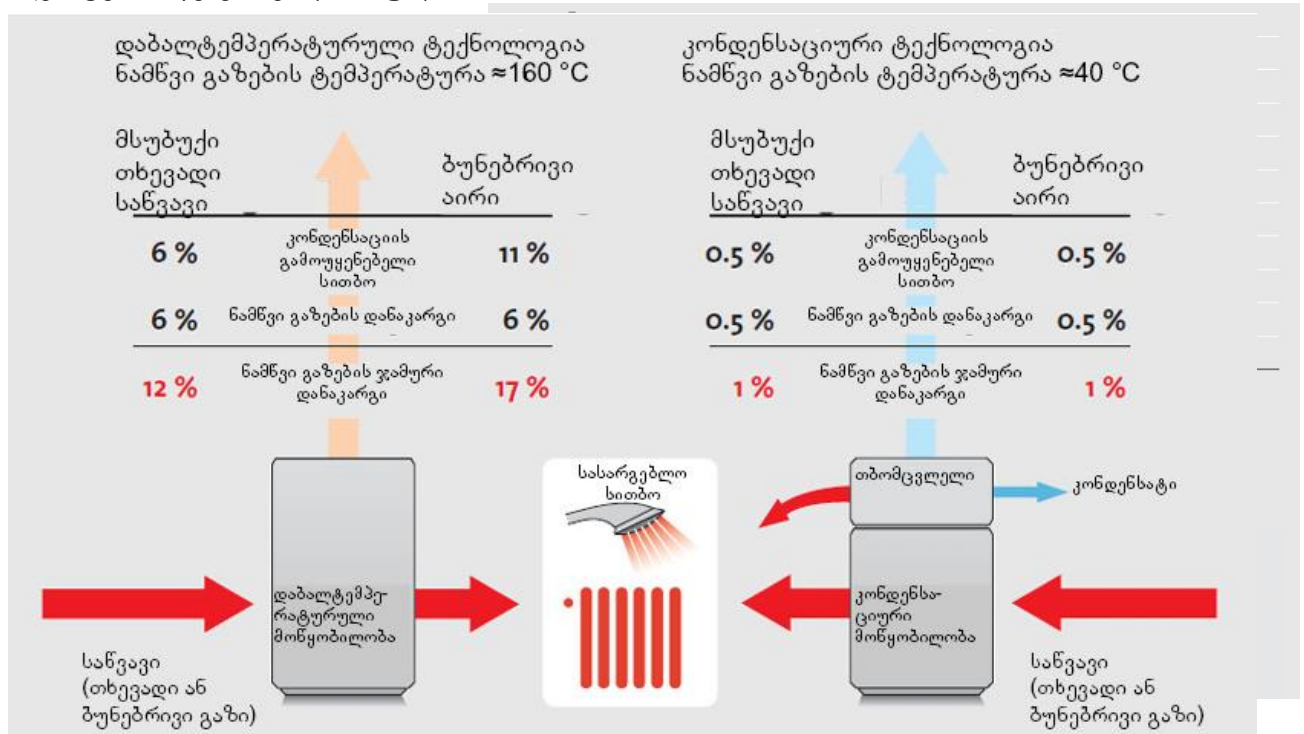 დაბალტემპერატურული ტექნოლოგია
ნამწვი გაზების ტემპერატურა ≈160 °C
მსუბუქი
თხევადი
საწვავი
ბუნებრივი
აირი
6 %
კონდენსაციის
გამოუყენებელი
სითბო
11 %
6 %
ნამწვი გაზების დანაკარგი
6 %
12 %
ნამწვი გაზების ჯამური
დანაკარგი
17 %
კონდენსაციური ტექნოლოგია
ნამწვი გაზების ტემპერატურა ≈40 °C
მსუბუქი
თხევადი
საწვავი
ბუნებრივი
აირი
0.5 %
კონდენსაციის
გამოუყენებელი
სითბო
0.5 %
0.5 %
ნამწვი გაზების დანაკარგი
0.5 %
1 %
ნამწვი გაზების ჯამური
დანაკარგი
1 %
სასარგებლო
სითბო
თბომცვლელი
კონდენსატი
დაბალტემპე-
რატურული
მოწყობილობა
კონდენსა-
ციური
მოწყობილობა
საწვავი
(თხევადი ან
ბუნებრივი გაზი)
საწვავი
(თხევადი ან
ბუნებრივი გაზი)